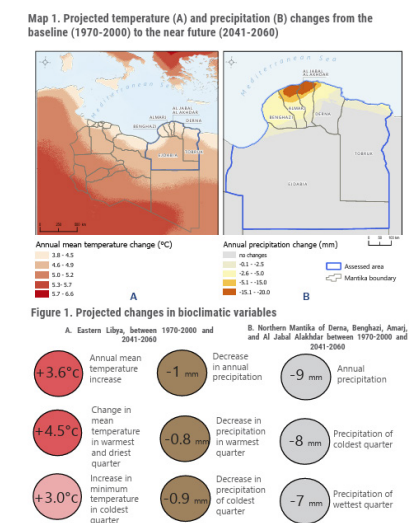 Map 1. Projected temperature (A) and precipitation (B) changes from the
baseline (1970-2000) to the near future (2041-2060)
Mediterranean Sea
AL JABAL
ALAKHDAR
ALMARJ
DERNA
BENGHAZI
AJDABIA
TOBRUK
Mediterranean Sea
AL JABAL
ALAKHDAR
ALMARJ
DERNA
BENGHAZI
AJDABIA
TOBRUK
Annual mean temperature change (°C)
3.8 - 4.5
4.6 - 4.9
5.0 - 5.2
5.3- 5.7
5.7 - 6.6
A
Annual precipitation change (mm)
no changes
-0.1 - -2.5
-2.6 - -5.0
-5.1 - -15.0
-15.1 - -20.0
B
Assessed area
Mantika boundary
Figure 1. Projected changes in bioclimatic variables
A. Eastern Libya, between 1970-2000 and
2041-2060
B. Northern Mantika of Derna, Benghazi, Amarj,
and Al Jabal Alakhdar between 1970-2000 and
2041-2060
+3.6°c
Annual mean
temperature
increase
-1 mm
Decrease
in annual
precipitation
-9 mm
Annual
precipitation
+4.5°c
Change in
mean
temperature
in warmest
and driest
quarter
-0.8 mm
Decrease in
precipitation
in warmest
quarter
-8 mm
Precipitation of
coldest quarter
+3.0°c
Increase in
minimum
temperature
in coldest
quarter
-0.9 mm
Decrease in
precipitation
of coldest
quarter
-7 mm
Precipitation of
wettest quarter